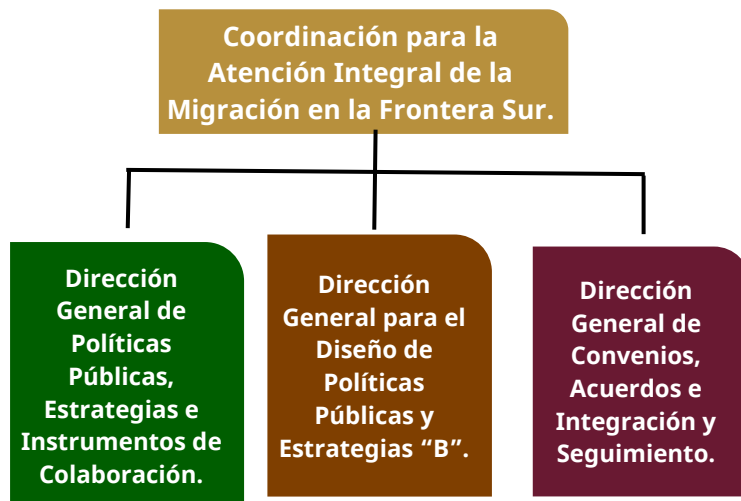 Coordinación para la
Atención Integral de la
Migración en la Frontera Sur.
Dirección
General de
Políticas
Públicas,
Estrategias e
Instrumentos de
Colaboración.
Dirección
General para el
Diseño de
Políticas
Públicas y
Estrategias “B”.
Dirección
General de
Convenios,
Acuerdos e
Integración y
Seguimiento.